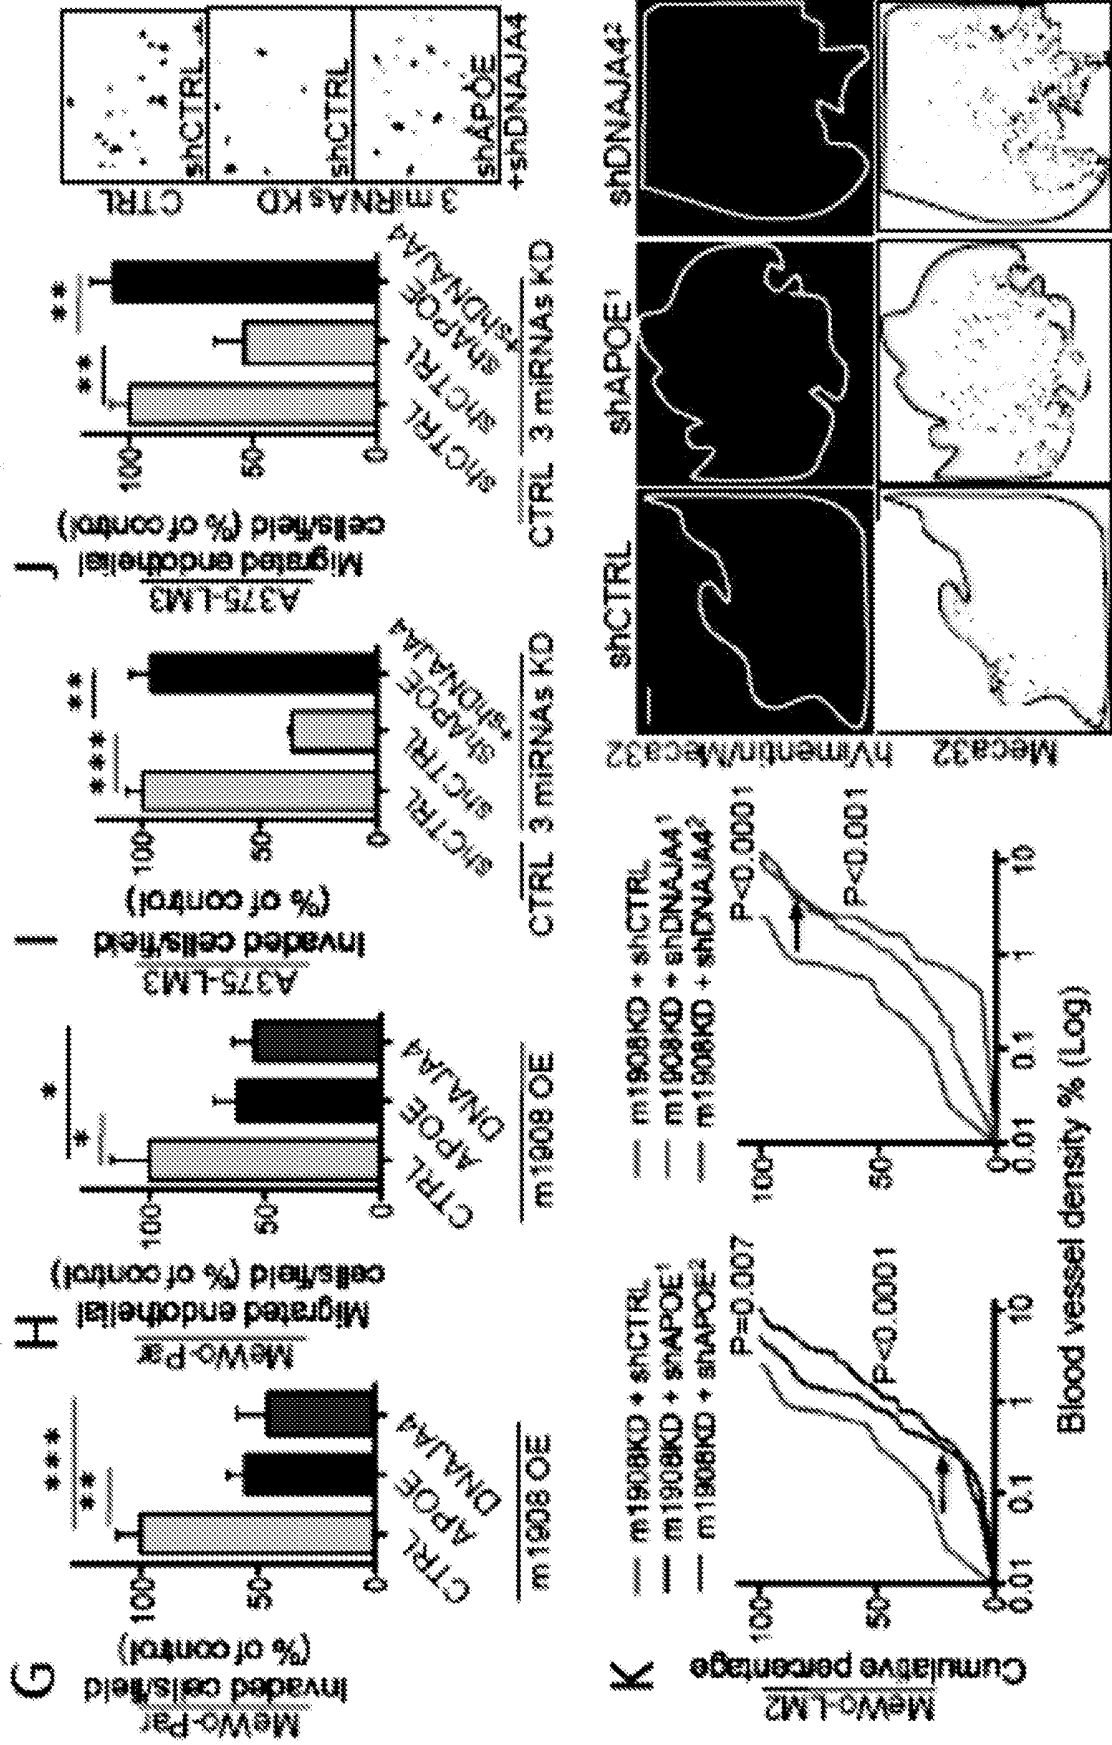 G
MeWo-Par
Invaded cells/field
(% of control)
100
50
0
***
**
CTRL
APOE
DNAJA4
m1908 OE
H
MeWo-Par
Migrated endothelial
cells/field (% of control)
100
50
0
*
*
CTRL
APOE
DNAJA4
m1908 OE
I
A375-LM3
Invaded cells/field
(% of control)
100
50
0
***
**
shCTRL
shCTRL
shAPOE
+shDNAJA4
CTRL 3 miRNAs KD
J
A375-LM3
Migrated endothelial
cells/field (% of control)
100
50
0
**
**
shCTRL
shCTRL
shAPOE
+shDNAJA4
CTRL 3 miRNAs KD
CTRL
3 miRNAs KD
shCTRL
shCTRL
shAPOE
+shDNAJA4
K
MeWo-LM2
Cumulative percentage
m1908KD + shCTRL
m1908KD + shAPOE¹
m1908KD + shAPOE²
P=0.007
P<0.0001
100
50
0
0.01 0.1 1 10
m1908KD + shCTRL
m1908KD + shDNAJA4¹
m1908KD + shDNAJA4²
P<0.0001
P<0.001
100
50
0
0.01 0.1 1 10
Blood vessel density % (Log)
shCTRL shAPOE¹ shDNAJA4²
hVimentin/Meca32
Meca32